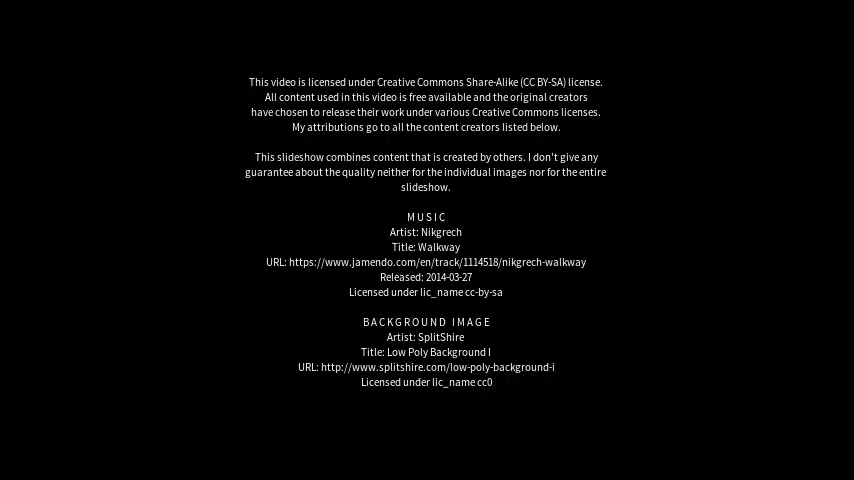 This video is licensed under Creative Commons Share-Alike (CC BY-SA) license.
All content used in this video is free available and the original creators
have chosen to release their work under various Creative Commons licenses.
My attributions go to all the content creators listed below.
This slideshow combines content that is created by others. I don't give any
guarantee about the quality neither for the individual images nor for the entire
slideshow.
MUSIC
Artist: Nikgrech
Title: Walkway
URL: https://www.jamendo.com/en/track/1114518/nikgrech-walkway
Released: 2014-03-27
Licensed under lic_name cc-by-sa
BACKGROUND IMAGE
Artist: SplitShire
Title: Low Poly Background I
URL: http://www.splitshire.com/low-poly-background-i
Licensed under lic_name cc0